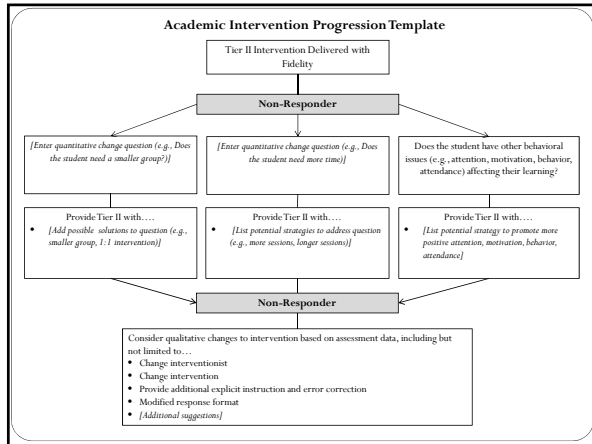 Academic Intervention Progression Template
Tier II Intervention Delivered with
Fidelity
Non-Responder
[Enter quantitative change question (e.g., Does
the student need a smaller group?)]
[Enter quantitative change question (e.g., Does
the student need more time)]
Does the student have other behavioral
issues (e.g., attention, motivation, behavior,
attendance) affecting their learning?
Provide Tier II with….
• [Add possible solutions to question (e.g.,
smaller group, 1:1 intervention)]
Provide Tier II with….
• [List potential strategies to address question
(e.g., more sessions, longer sessions)]
Provide Tier II with….
• [List potential strategy to promote more
positive attention, motivation, behavior,
attendance]
Non-Responder
Consider qualitative changes to intervention based on assessment data, including but
not limited to…
• Change interventionist
• Change intervention
• Provide additional explicit instruction and error correction
• Modified response format
• [Additional suggestions]